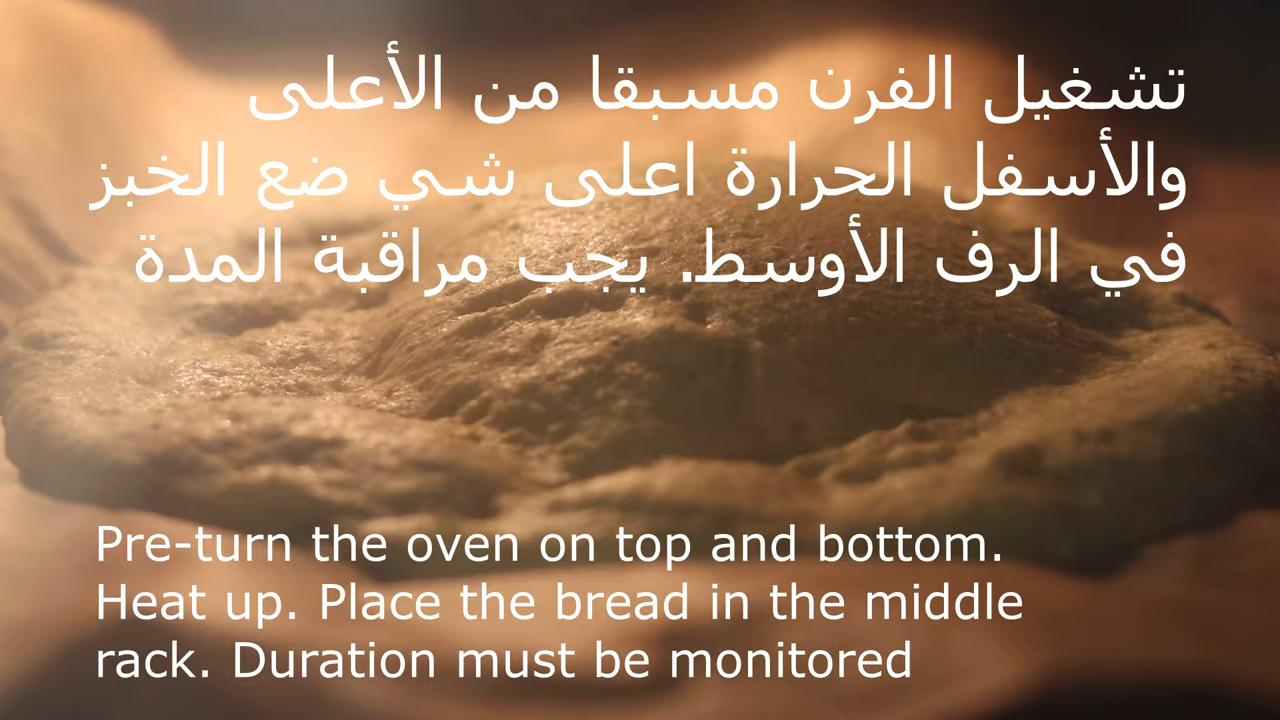 تشغيل الفرن مسبقا من الأعلى
والأسفل الحرارة اعلى شي ضع الخبز
في الرف الأوسط. يجب مراقبة المدة
Pre-turn the oven on top and bottom.
Heat up. Place the bread in the middle
rack. Duration must be monitored